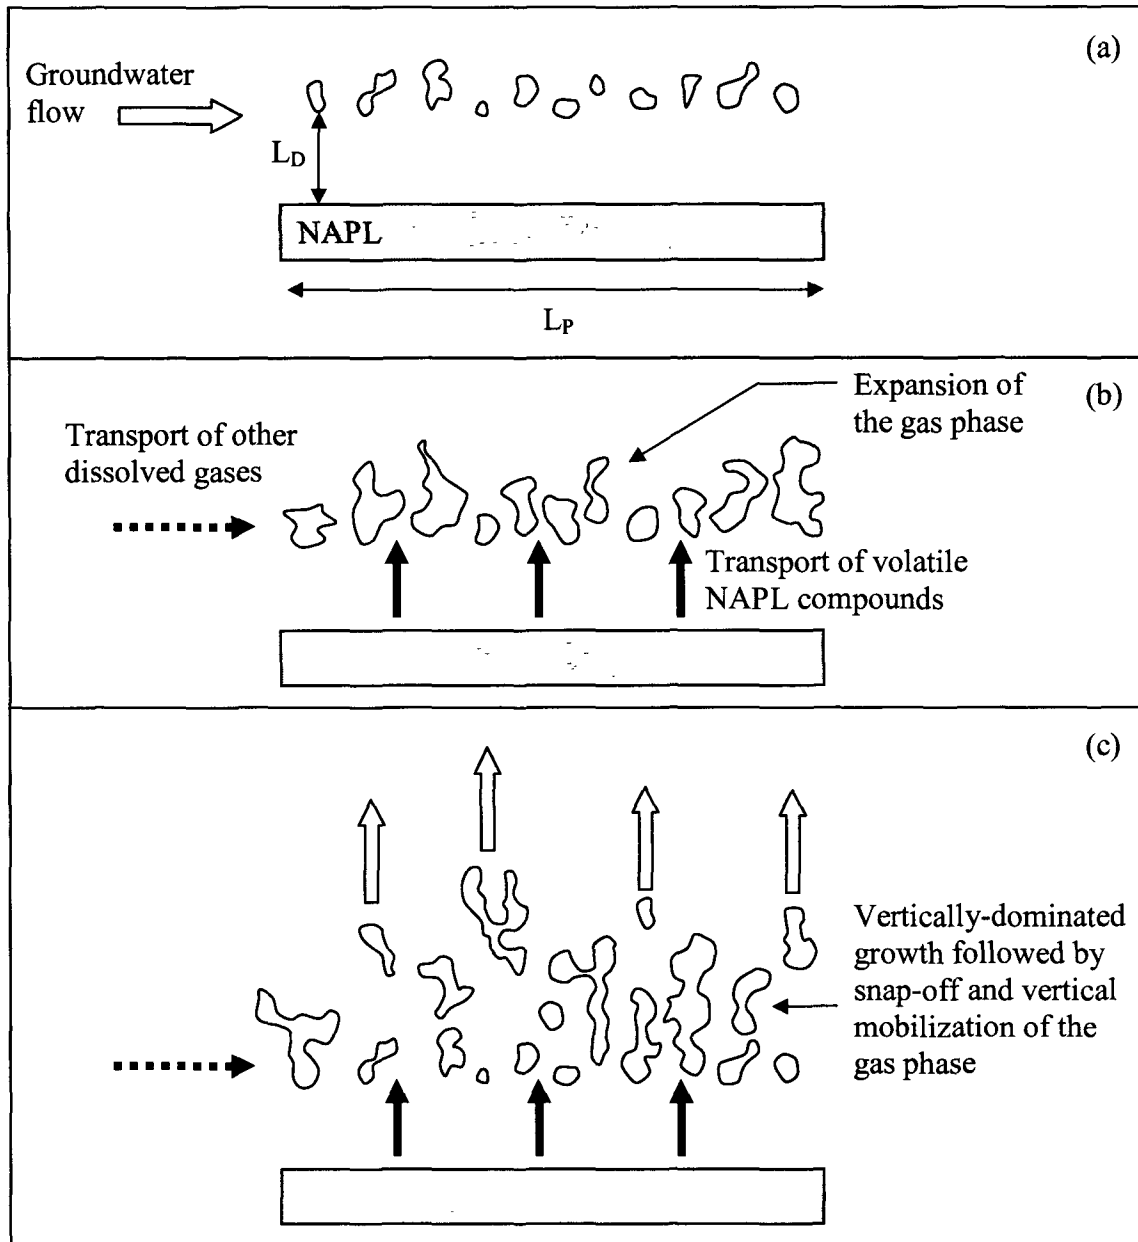 (a)
Groundwater
flow
L_D
NAPL
L_P
(b)
Expansion of
the gas phase
Transport of other
dissolved gases
Transport of volatile
NAPL compounds
(c)
Vertically-dominated
growth followed by
snap-off and vertical
mobilization of the
gas phase